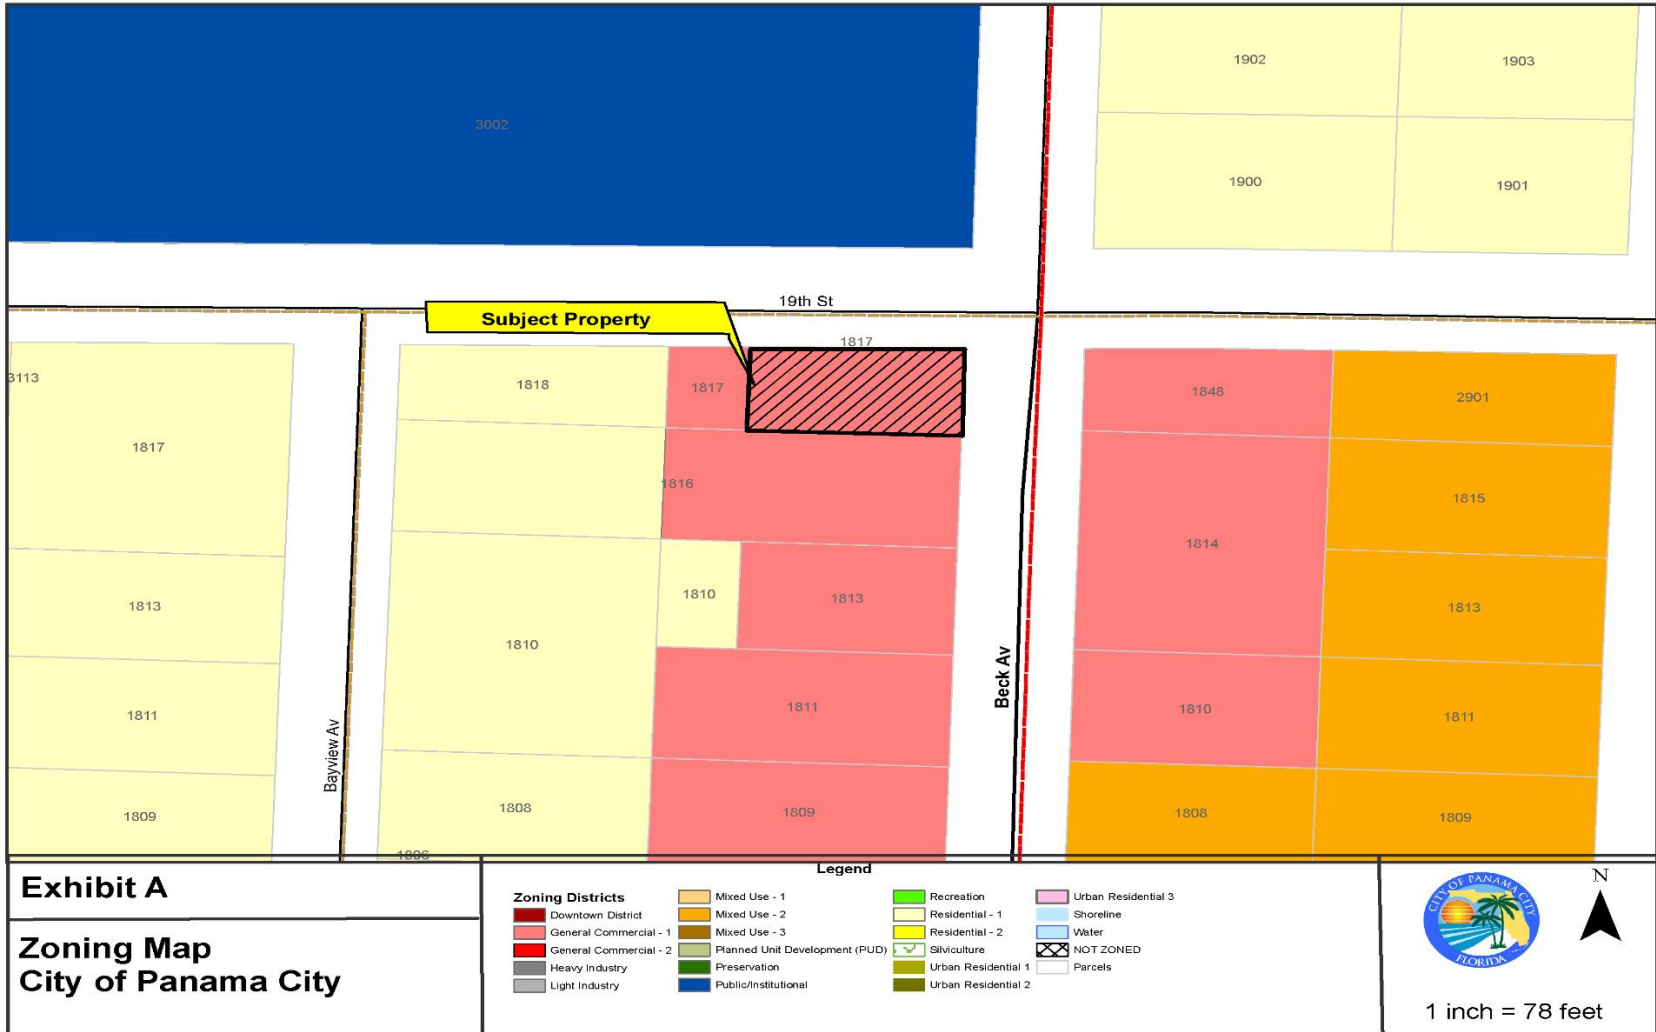 3002
1902
1903
1900
1901
19th St
Subject Property
1817
3113
1818
1817
1848
2901
1817
1816
1815
1814
1810
1813
1813
1813
1810
1811
Beck Av
1810
1811
1811
Bayview Av
1808
1809
1808
1809
1809
1806
Exhibit A
Zoning Map
City of Panama City
Legend
Zoning Districts
Downtown District
General Commercial - 1
General Commercial - 2
Heavy Industry
Light Industry
Mixed Use - 1
Mixed Use - 2
Mixed Use - 3
Planned Unit Development (PUD)
Preservation
Public/Institutional
Recreation
Residential - 1
Residential - 2
Silviculture
Urban Residential 1
Urban Residential 2
Urban Residential 3
Shoreline
Water
NOT ZONED
Parcels
CITY OF PANAMA CITY
FLORIDA
N
1 inch = 78 feet